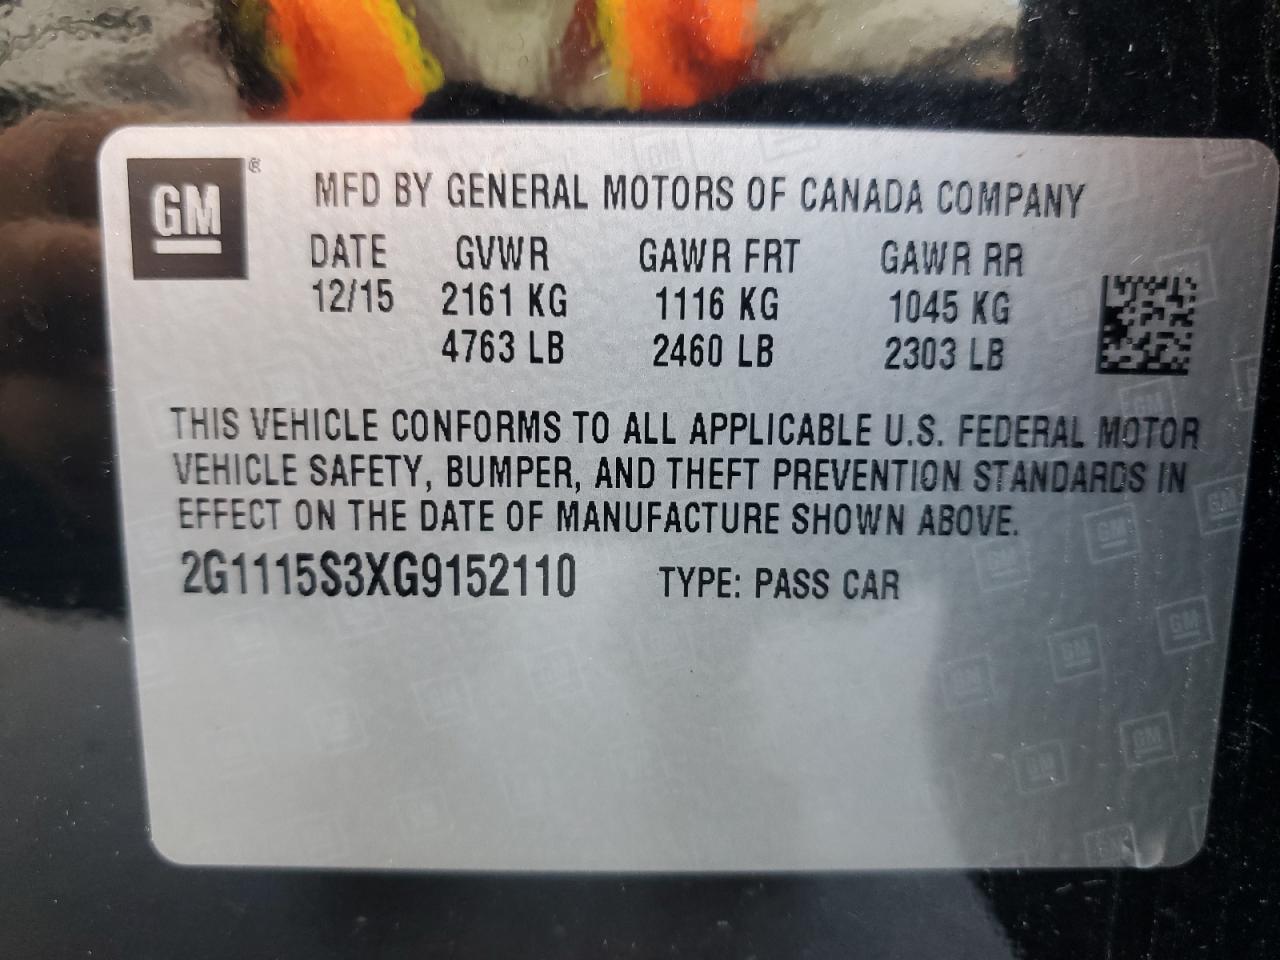 GM ®
MFD BY GENERAL MOTORS OF CANADA COMPANY
DATE GVWR GAWR FRT GAWR RR
12/15 2161 KG 1116 KG 1045 KG
4763 LB 2460 LB 2303 LB
THIS VEHICLE CONFORMS TO ALL APPLICABLE U.S. FEDERAL MOTOR
VEHICLE SAFETY, BUMPER, AND THEFT PREVENTION STANDARDS IN
EFFECT ON THE DATE OF MANUFACTURE SHOWN ABOVE.
2G1115S3XG9152110 TYPE: PASS CAR